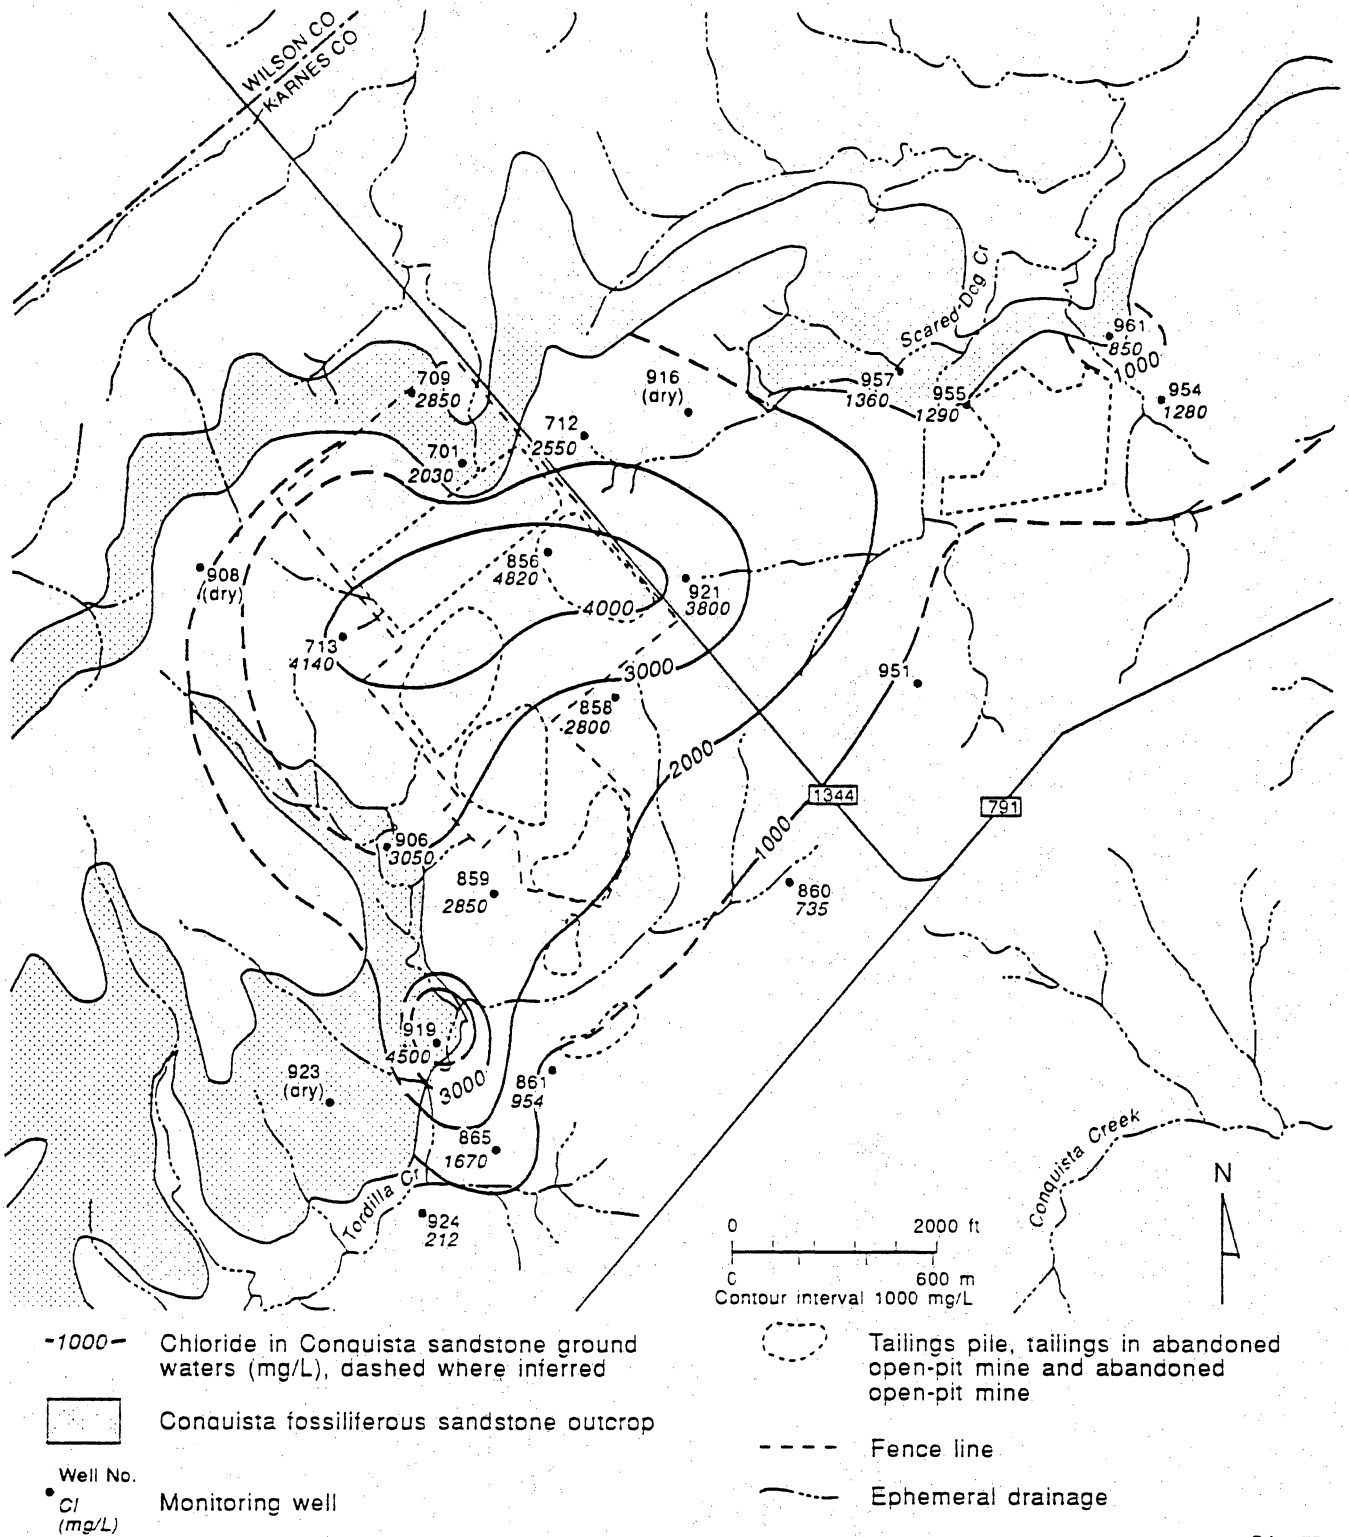 WILSON CO
KARNES CO
Scared Dog Cr
961
850
1000
709
2850
916
(dry)
957
1360
955
1290
954
1280
712
2550
701
2030
908
(dry)
856
4820
921
3800
4000
713
4140
3000
951
858
2800
2000
1344
791
1000
906
3050
859
2850
860
735
919
4500
3000
923
(dry)
861
954
865
1670
Tordilla Cr
924
212
Conquista Creek
N
0 2000 ft
0 600 m
Contour interval 1000 mg/L
-1000- Chloride in Conquista sandstone ground
waters (mg/L), dashed where inferred
Conquista fossiliferous sandstone outcrop
Well No.
Cl
(mg/L)
Monitoring well
Tailings pile, tailings in abandoned
open-pit mine and abandoned
open-pit mine
Fence line
Ephemeral drainage